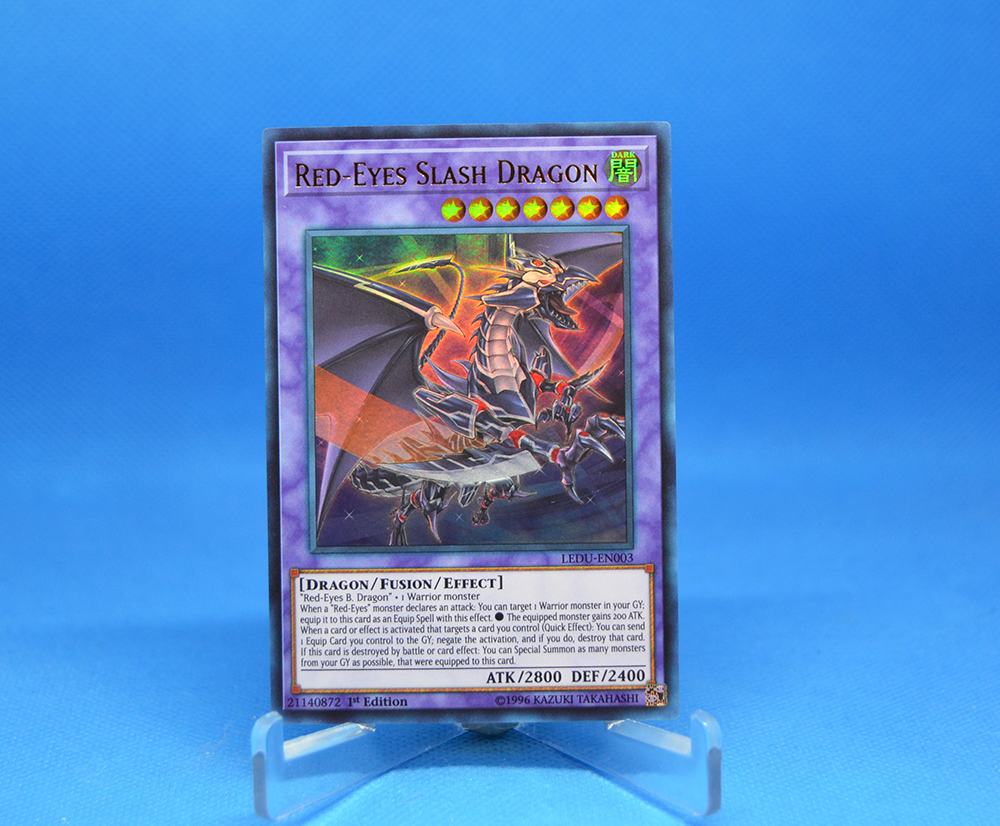 RED-EYES SLASH DRAGON
DARK
闇
LEDU-EN003
[DRAGON/FUSION/EFFECT]
"Red-Eyes B. Dragon" + 1 Warrior monster
When a "Red-Eyes" monster declares an attack: You can target 1 Warrior monster in your GY;
equip it to this card as an Equip Spell with this effect. ● The equipped monster gains 200 ATK.
When a card or effect is activated that targets a card you control (Quick Effect): You can send
1 Equip Card you control to the GY; negate the activation, and if you do, destroy that card.
If this card is destroyed by battle or card effect: You can Special Summon as many monsters
from your GY as possible, that were equipped to this card.
ATK/2800 DEF/2400
21140872 1st Edition ©1996 KAZUKI TAKAHASHI